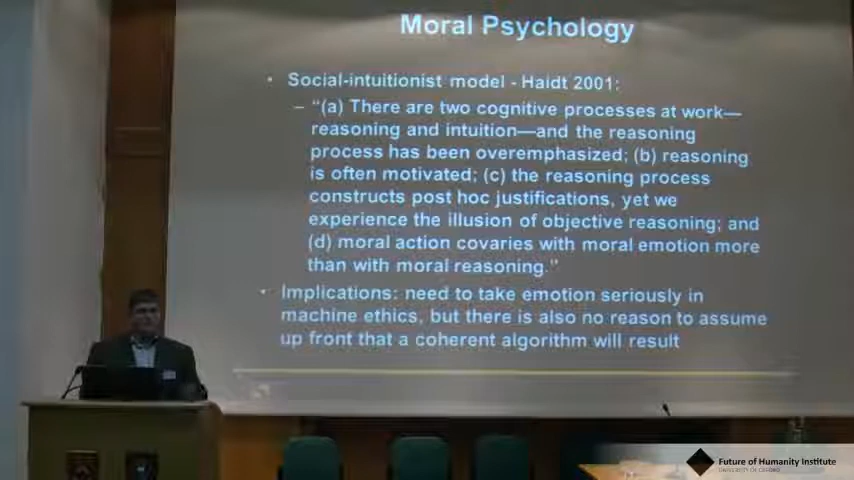 Moral Psychology
• Social-intuitionist model - Haidt 2001:
– "(a) There are two cognitive processes at work—
reasoning and intuition—and the reasoning
process has been overemphasized; (b) reasoning
is often motivated; (c) the reasoning process
constructs post hoc justifications, yet we
experience the illusion of objective reasoning; and
(d) moral action covaries with moral emotion more
than with moral reasoning."
• Implications: need to take emotion seriously in
machine ethics, but there is also no reason to assume
up front that a coherent algorithm will result
Future of Humanity Institute
UNIVERSITY OF OXFORD